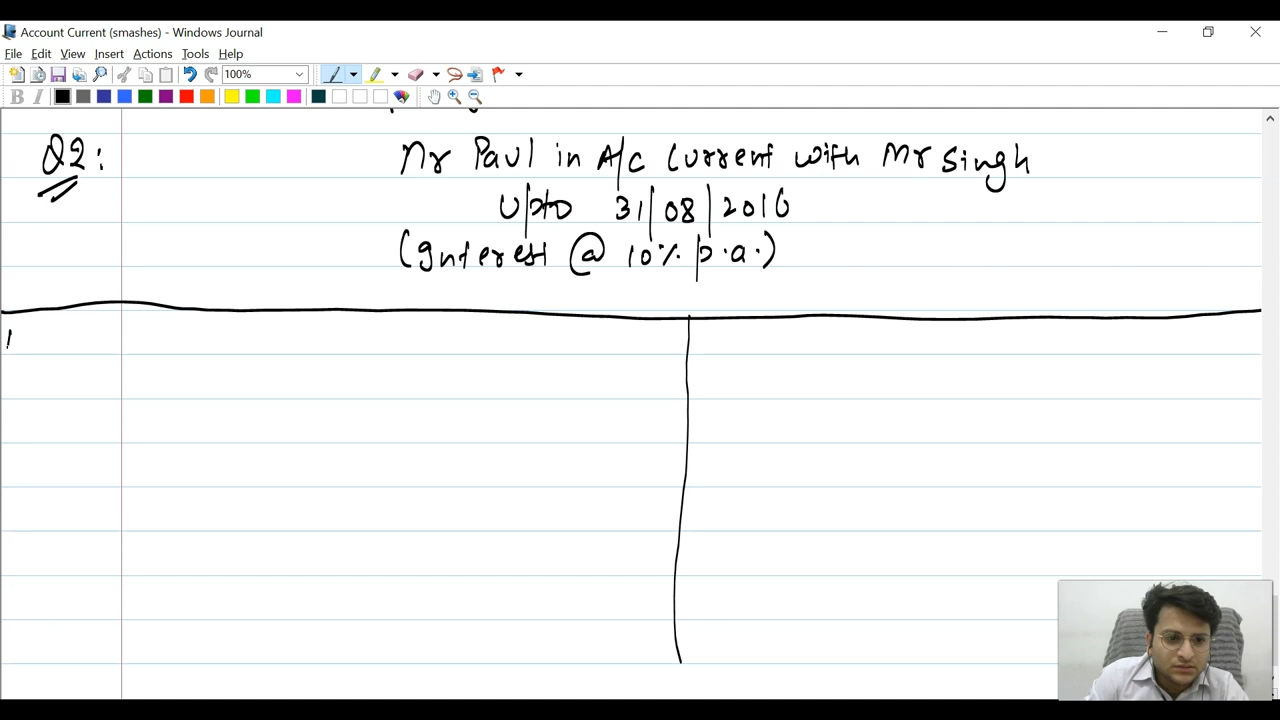 Account Current (smashes) - Windows Journal
File Edit View Insert Actions Tools Help
100%
B I
Q2:
Mr Paul in A/c Current with Mr Singh
Upto 31/08/2016
(Interest @ 10% p.a.)